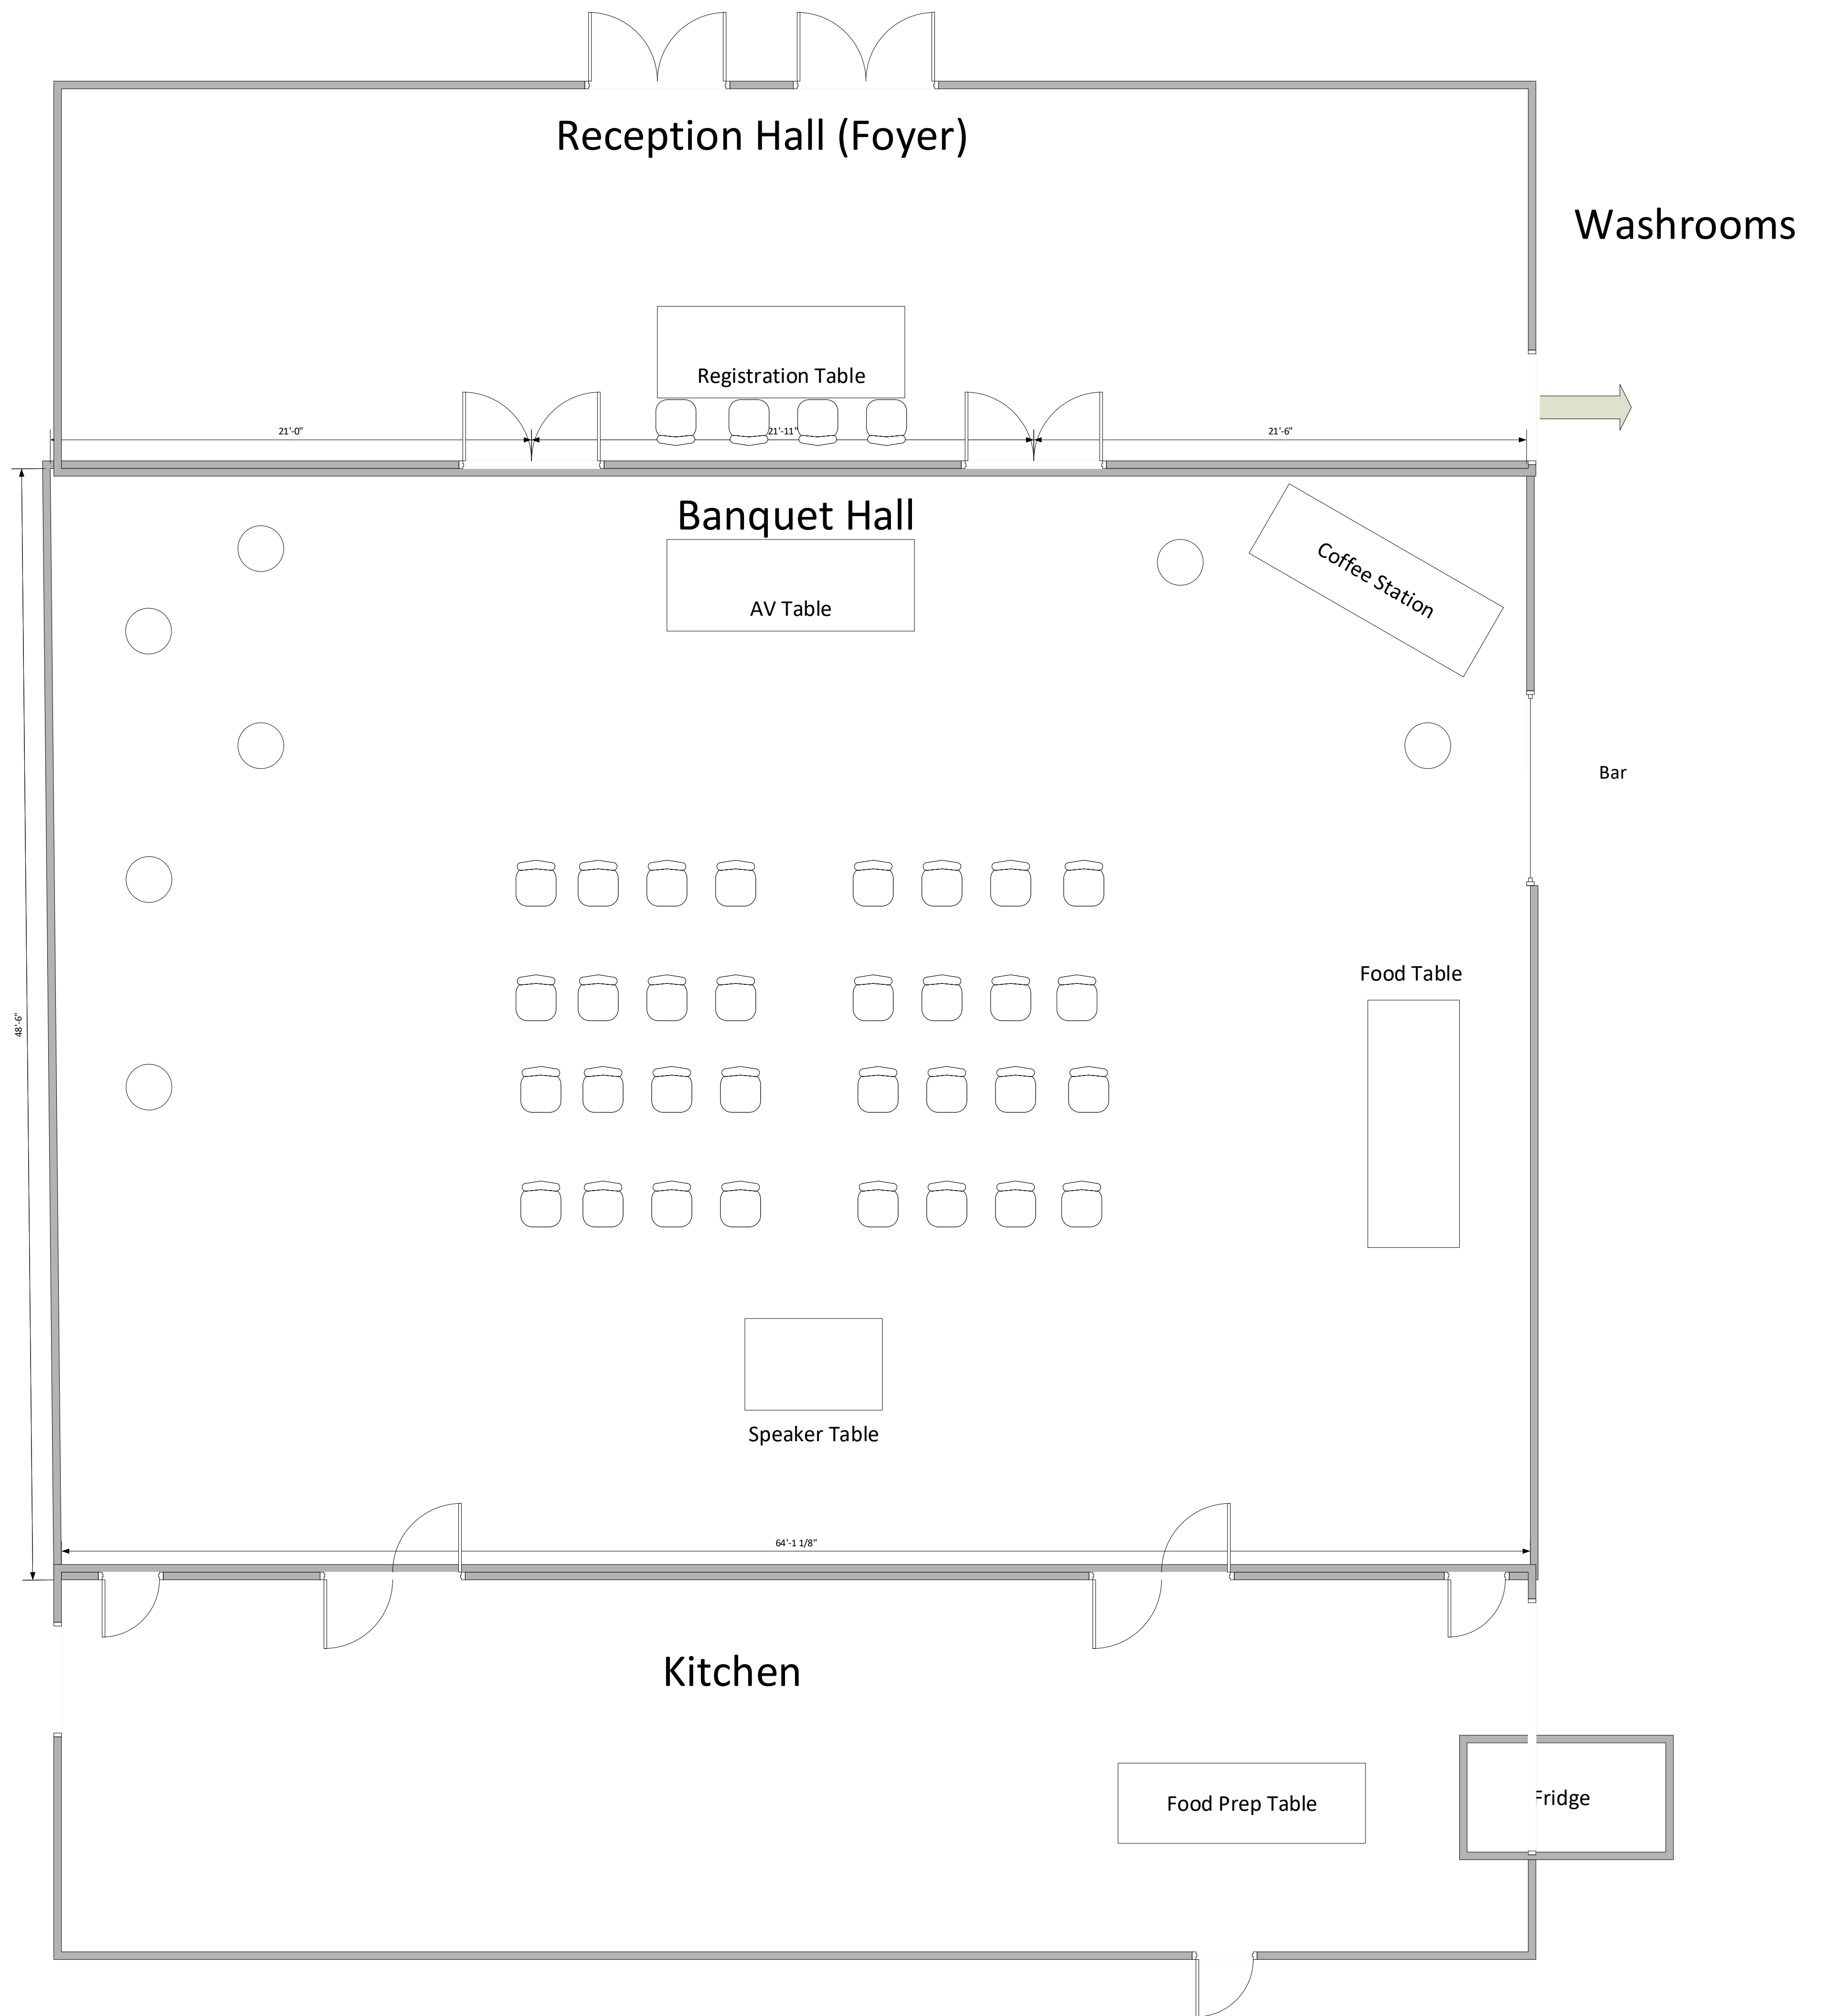 Reception Hall (Foyer)
Washrooms
Registration Table
21'-0"
21'-11"
21'-6"
Banquet Hall
Coffee Station
AV Table
Bar
Food Table
48'-6"
Speaker Table
64'-1 1/8"
Kitchen
Food Prep Table
Fridge